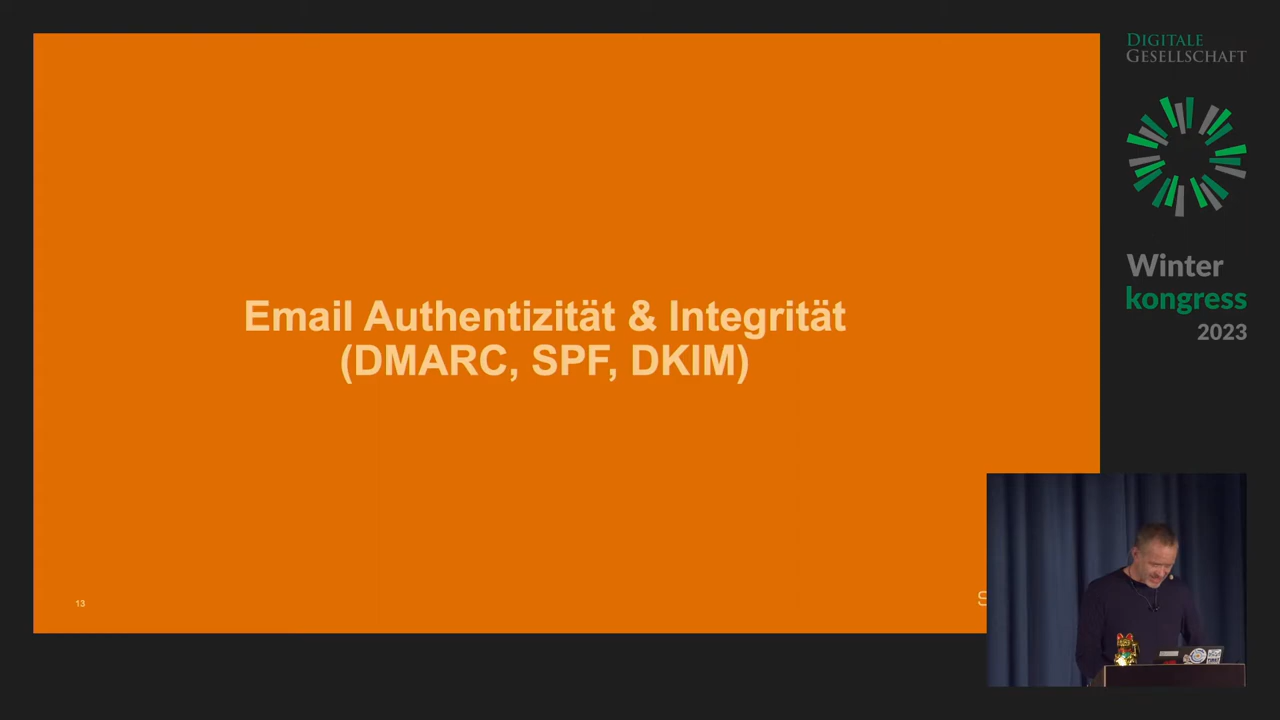 Email Authentizität & Integrität
(DMARC, SPF, DKIM)
13
DIGITALE
GESELLSCHAFT
Winter
kongress
2023